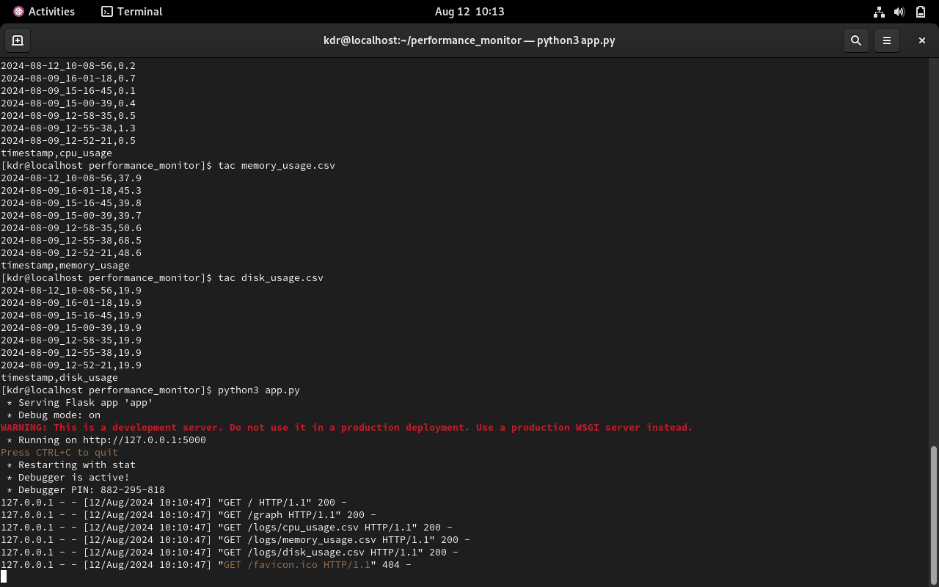 Activities
Terminal
Aug 12 10:13
kdr@localhost:~/performance_monitor — python3 app.py
2024-08-12_10-08-56,0.2
2024-08-09_16-01-18,0.7
2024-08-09_15-16-45,0.1
2024-08-09_15-00-39,0.4
2024-08-09_12-58-35,0.5
2024-08-09_12-55-38,1.3
2024-08-09_12-52-21,0.5
timestamp,cpu_usage
[kdr@localhost performance_monitor]$ tac memory_usage.csv
2024-08-12_10-08-56,37.9
2024-08-09_16-01-18,45.3
2024-08-09_15-16-45,39.8
2024-08-09_15-00-39,39.7
2024-08-09_12-58-35,50.6
2024-08-09_12-55-38,68.5
2024-08-09_12-52-21,48.6
timestamp,memory_usage
[kdr@localhost performance_monitor]$ tac disk_usage.csv
2024-08-12_10-08-56,19.9
2024-08-09_16-01-18,19.9
2024-08-09_15-16-45,19.9
2024-08-09_15-00-39,19.9
2024-08-09_12-58-35,19.9
2024-08-09_12-55-38,19.9
2024-08-09_12-52-21,19.9
timestamp,disk_usage
[kdr@localhost performance_monitor]$ python3 app.py
 * Serving Flask app 'app'
 * Debug mode: on
WARNING: This is a development server. Do not use it in a production deployment. Use a production WSGI server instead.
 * Running on http://127.0.0.1:5000
Press CTRL+C to quit
 * Restarting with stat
 * Debugger is active!
 * Debugger PIN: 882-295-818
127.0.0.1 - - [12/Aug/2024 10:10:47] "GET / HTTP/1.1" 200 -
127.0.0.1 - - [12/Aug/2024 10:10:47] "GET /graph HTTP/1.1" 200 -
127.0.0.1 - - [12/Aug/2024 10:10:47] "GET /logs/cpu_usage.csv HTTP/1.1" 200 -
127.0.0.1 - - [12/Aug/2024 10:10:47] "GET /logs/memory_usage.csv HTTP/1.1" 200 -
127.0.0.1 - - [12/Aug/2024 10:10:47] "GET /logs/disk_usage.csv HTTP/1.1" 200 -
127.0.0.1 - - [12/Aug/2024 10:10:47] "GET /favicon.ico HTTP/1.1" 404 -